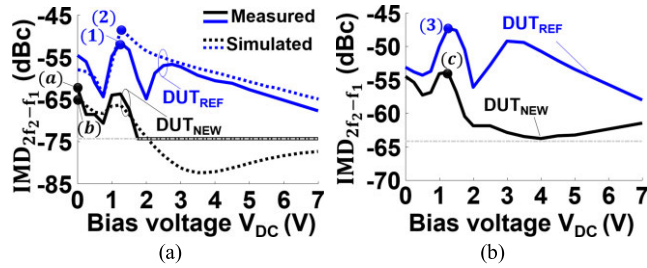 (a)
(b)
-45
-55
-65
-75
-85
IMD2f2−f1 (dBc)
(2)
(1)
(a)
(b)
Measured
Simulated
DUTREF
DUTNEW
0 1 2 3 4 5 6 7
Bias voltage VDC (V)
(a)
-45
-50
-55
-60
-65
-70
IMD2f2−f1 (dBc)
(3)
(c)
DUTREF
DUTNEW
0 1 2 3 4 5 6 7
Bias voltage VDC (V)
(b)